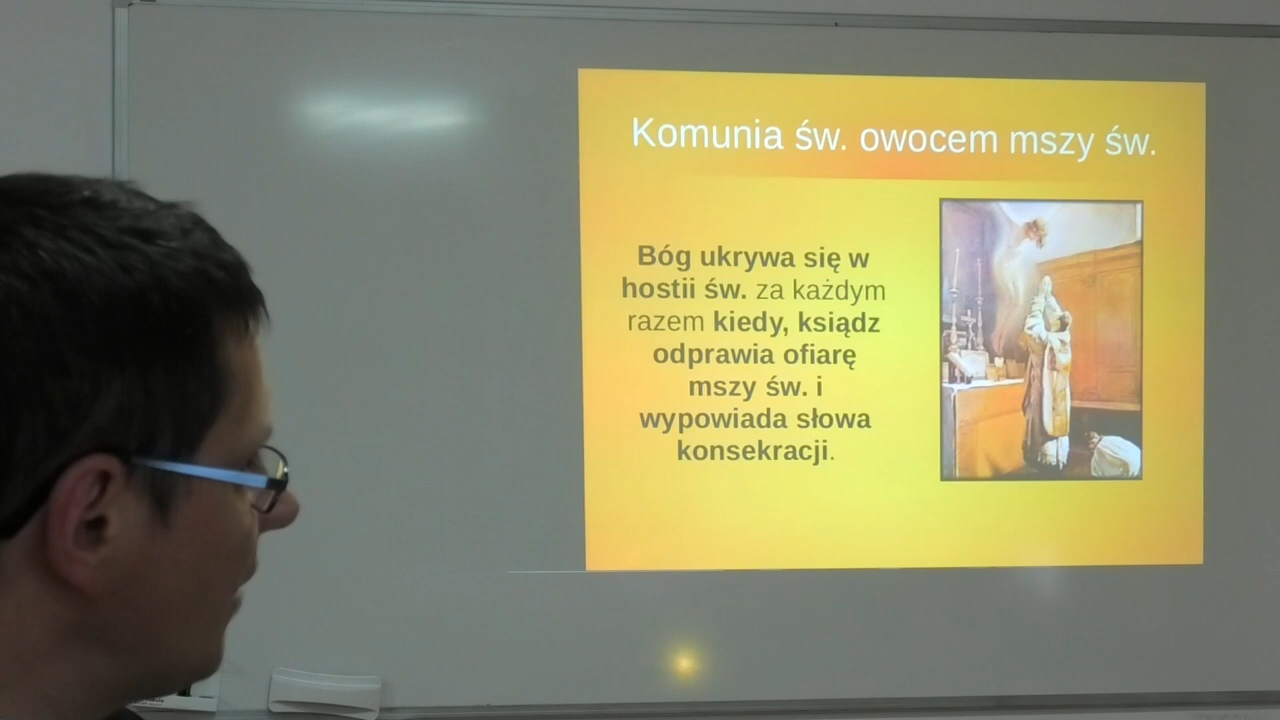 Komunia św. owocem mszy św.
Bóg ukrywa się w
hostii św. za każdym
razem kiedy, ksiądz
odprawia ofiarę
mszy św. i
wypowiada słowa
konsekracji.